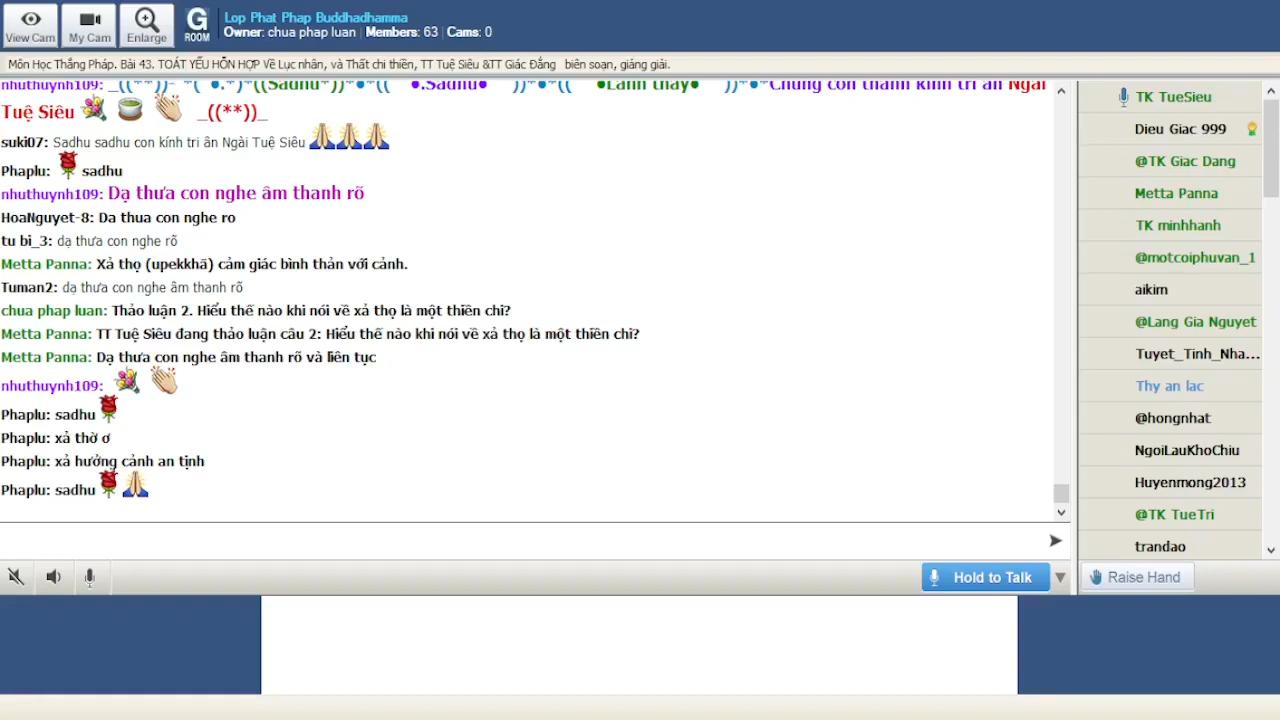 Lop Phat Phap Buddhadhamma
Owner: chua phap luan | Members: 63 | Cams: 0
View Cam
My Cam
Enlarge
G
ROOM
Môn Học Thắng Pháp. Bài 43. TOÁT YẾU HỖN HỢP Về Lục nhân, và Thất chi thiền, TT Tuệ Siêu &TT Giác Đẳng biên soạn, giảng giải.
nhuthuynh109: Chúng con thành kính tri ân Ngài
Tuệ Siêu _((**))_
suki07: Sadhu sadhu con kính tri ân Ngài Tuệ Siêu
Phaplu: sadhu
nhuthuynh109: Dạ thưa con nghe âm thanh rõ
HoaNguyet-8: Da thua con nghe ro
tu bi_3: dạ thưa con nghe rõ
Metta Panna: Xả thọ (upekkhā) cảm giác bình thản với cảnh.
Tuman2: dạ thưa con nghe âm thanh rõ
chua phap luan: Thảo luận 2. Hiểu thế nào khi nói về xả thọ là một thiền chi?
Metta Panna: TT Tuệ Siêu đang thảo luận câu 2: Hiểu thế nào khi nói về xả thọ là một thiền chi?
Metta Panna: Dạ thưa con nghe âm thanh rõ và liên tục
nhuthuynh109:
Phaplu: sadhu
Phaplu: xả thờ ơ
Phaplu: xả hưởng cảnh an tịnh
Phaplu: sadhu
Hold to Talk
TK TueSieu
Dieu Giac 999
@TK Giac Dang
Metta Panna
TK minhhanh
@motcoiphuvan_1
aikim
@Lang Gia Nguyet
Tuyet_Tinh_Nha...
Thy an lac
@hongnhat
NgoiLauKhoChiu
Huyenmong2013
@TK TueTri
trandao
Raise Hand